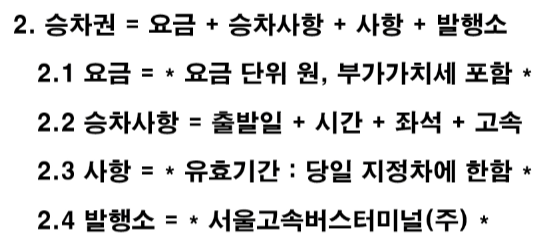 2. 승차권 = 요금 + 승차사항 + 사항 + 발행소
2.1 요금 = * 요금 단위 원, 부가가치세 포함 *
2.2 승차사항 = 출발일 + 시간 + 좌석 + 고속
2.3 사항 = * 유효기간 : 당일 지정차에 한함 *
2.4 발행소 = * 서울고속버스터미널(주) *